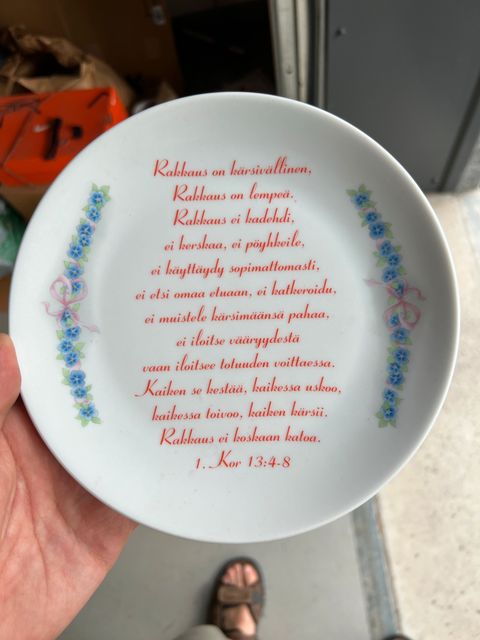 Rakkaus on kärsivällinen,
Rakkaus on lempeä.
Rakkaus ei kadehdi,
ei kerskaa, ei pöyhkeile,
ei käyttäydy sopimattomasti,
ei etsi omaa etuaan, ei katkeroidu,
ei muistele kärsimäänsä pahaa,
ei iloitse vääryydestä
vaan iloitsee totuuden voittaessa.
Kaiken se kestää, kaikessa uskoo,
kaikessa toivoo, kaiken kärsii.
Rakkaus ei koskaan katoa.
1. Kor 13:4-8